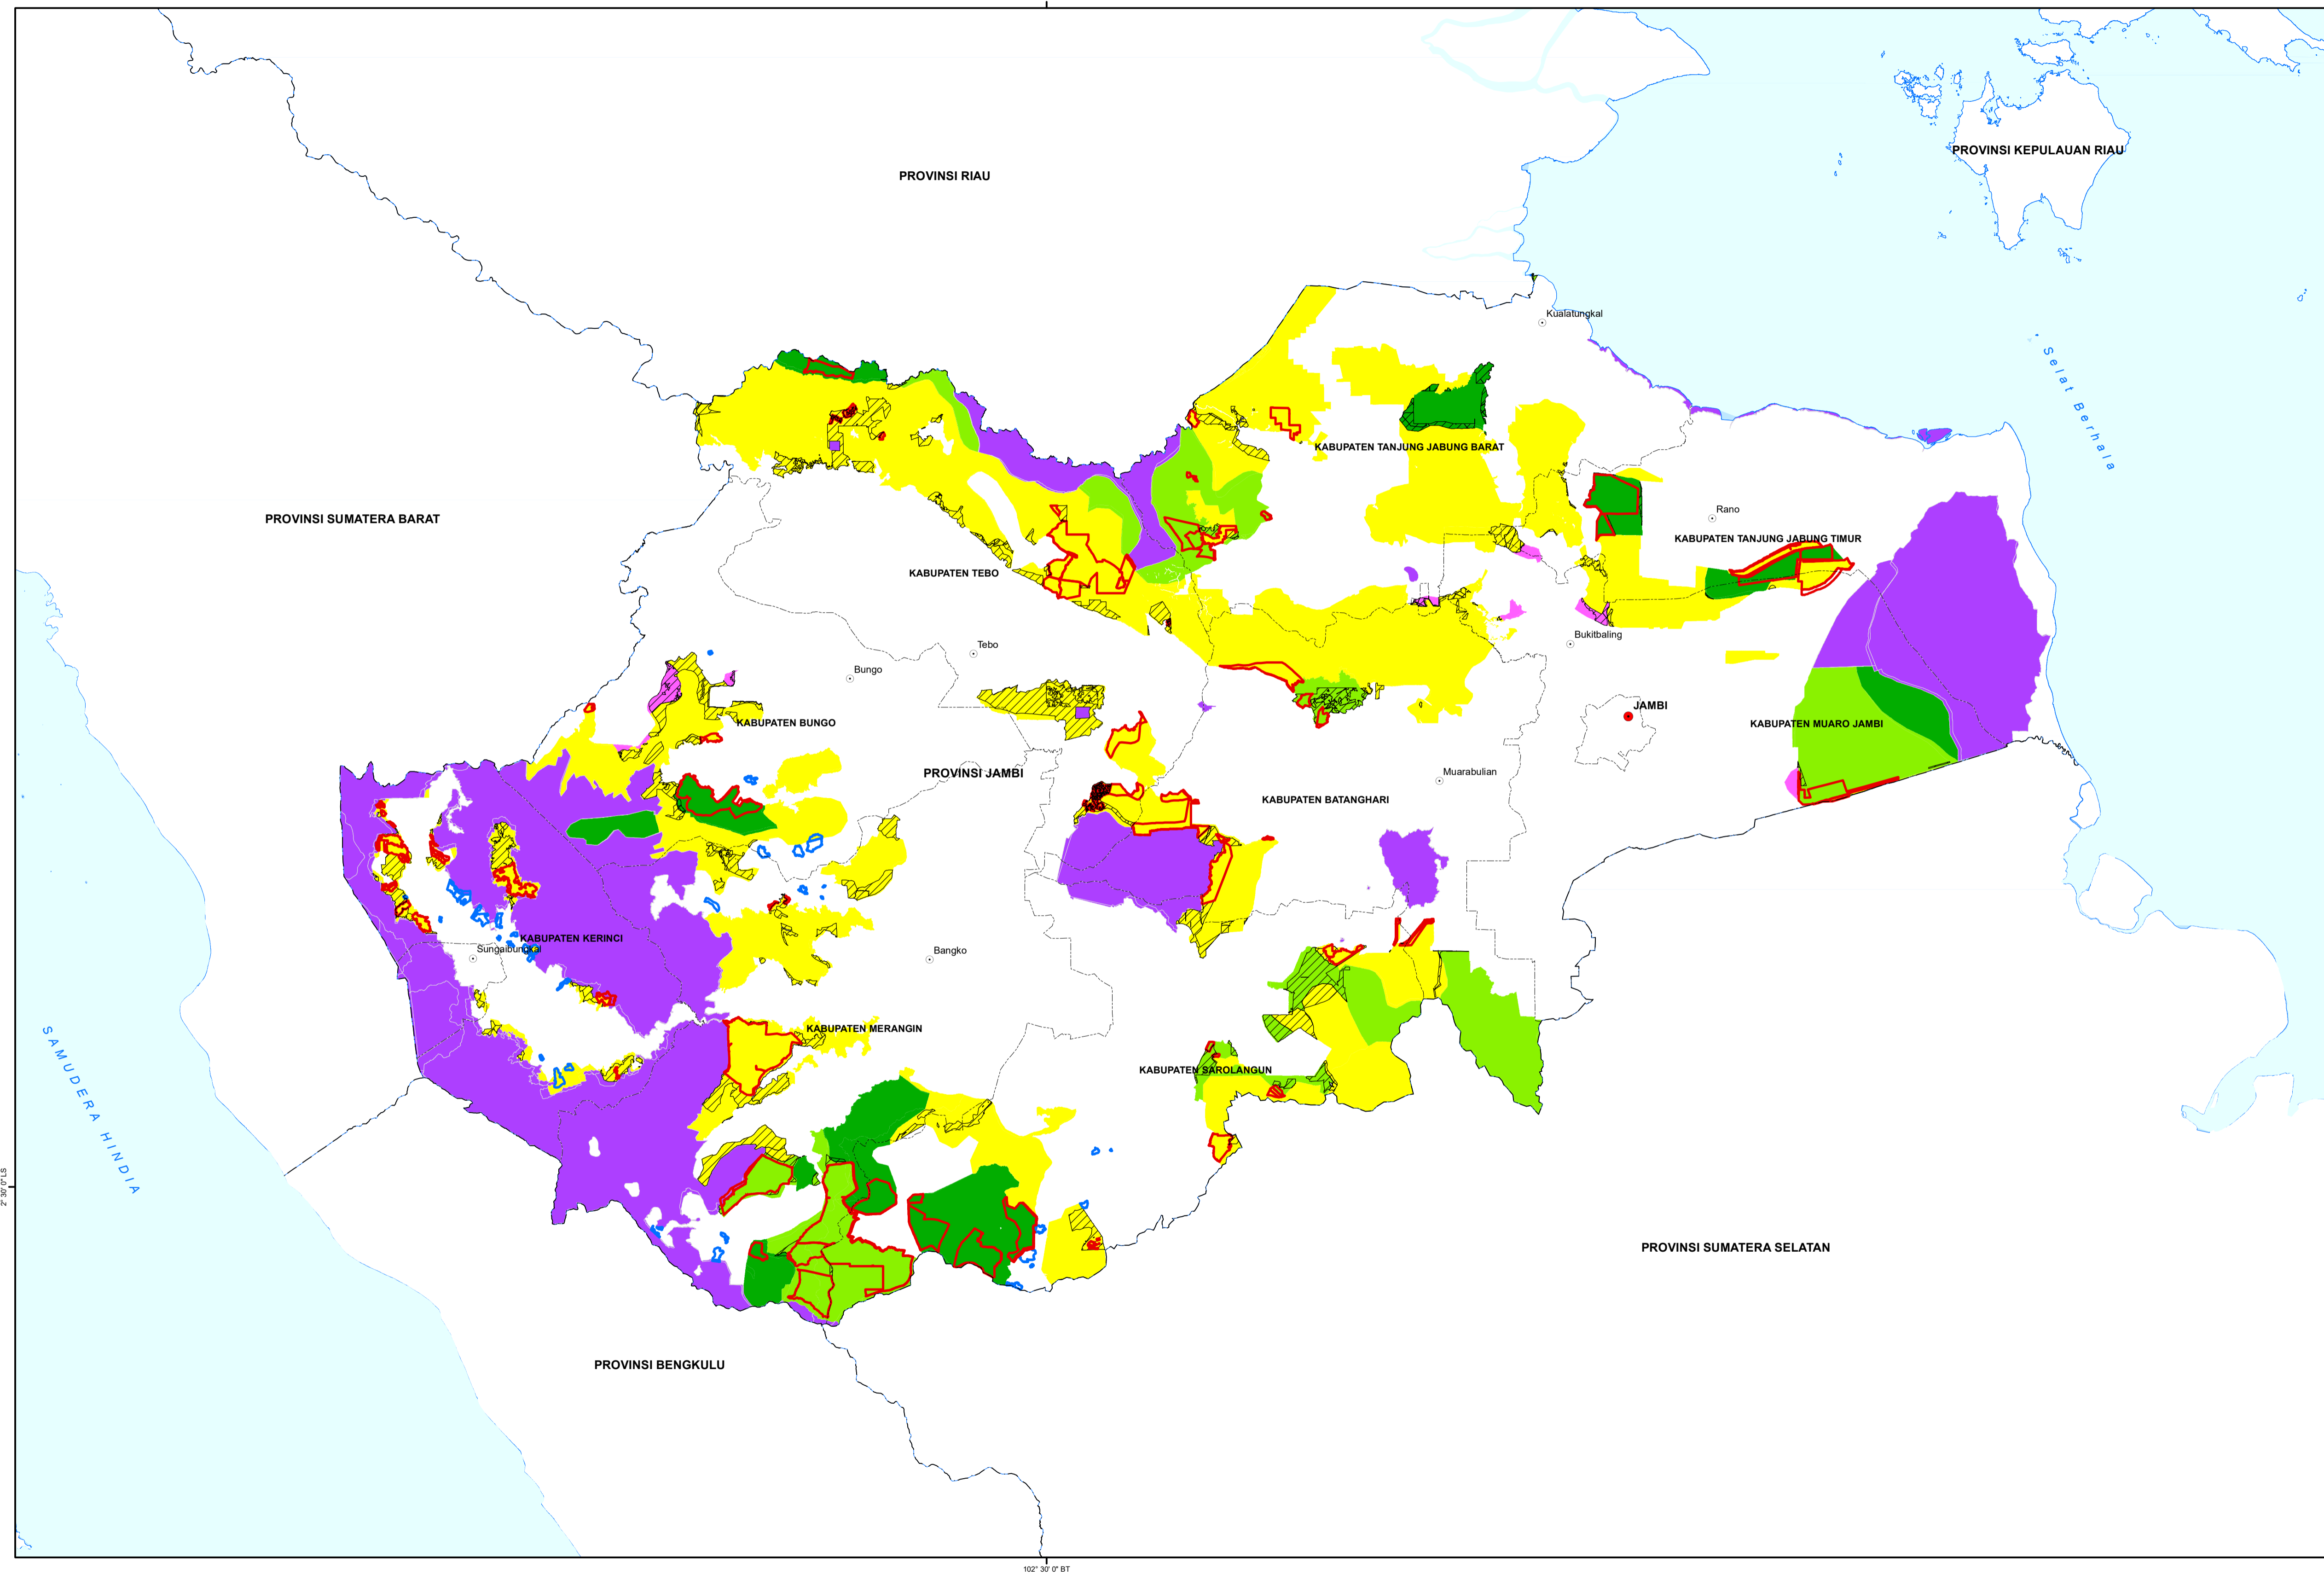 PROVINSI KEPULAUAN RIAU
PROVINSI RIAU
Kualatungkal
Selat Berhala
KABUPATEN TANJUNG JABUNG BARAT
PROVINSI SUMATERA BARAT
Rano
KABUPATEN TANJUNG JABUNG TIMUR
KABUPATEN TEBO
Bukitbaling
Tebo
Bungo
JAMBI
KABUPATEN BUNGO
KABUPATEN MUARO JAMBI
PROVINSI JAMBI
Muarabulian
KABUPATEN BATANGHARI
KABUPATEN KERINCI
Sungaibungkal
Bangko
KABUPATEN MERANGIN
KABUPATEN SAROLANGUN
SAMUDERA HINDIA
2° 30' 0" LS
PROVINSI SUMATERA SELATAN
PROVINSI BENGKULU
102° 30' 0" BT